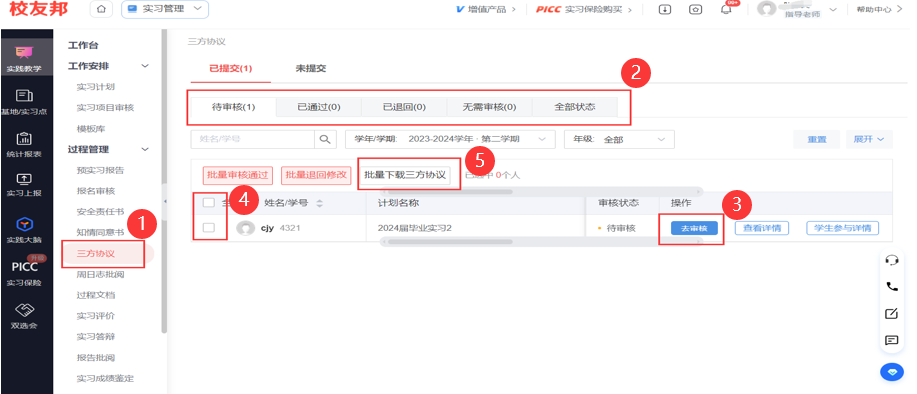 校友邦
实习管理
增值产品
PICC 实习保险购买
99+
指导老师
帮助中心
实践教学
基地/实习点
统计报表
实习上报
实践大脑
升级
PICC
实习保险
双选会
工作台
工作安排
实习计划
实习项目审核
模板库
过程管理
预实习报告
报名审核
安全责任书
知情同意书
三方协议
周日志批阅
过程文档
实习评价
实习答辩
报告批阅
实习成绩鉴定
1
三方协议
已提交(1) 未提交
2
待审核(1) 已通过(0) 已退回(0) 无需审核(0) 全部状态
姓名/学号 学年/学期: 2023-2024学年 · 第二学期 年级: 全部 重置 展开
5
批量审核通过 批量退回修改 批量下载三方协议 0个人
4
3
姓名/学号 计划名称 审核状态 操作
cjy 4321 2024届毕业实习2 待审核 去审核 查看详情 学生参与详情